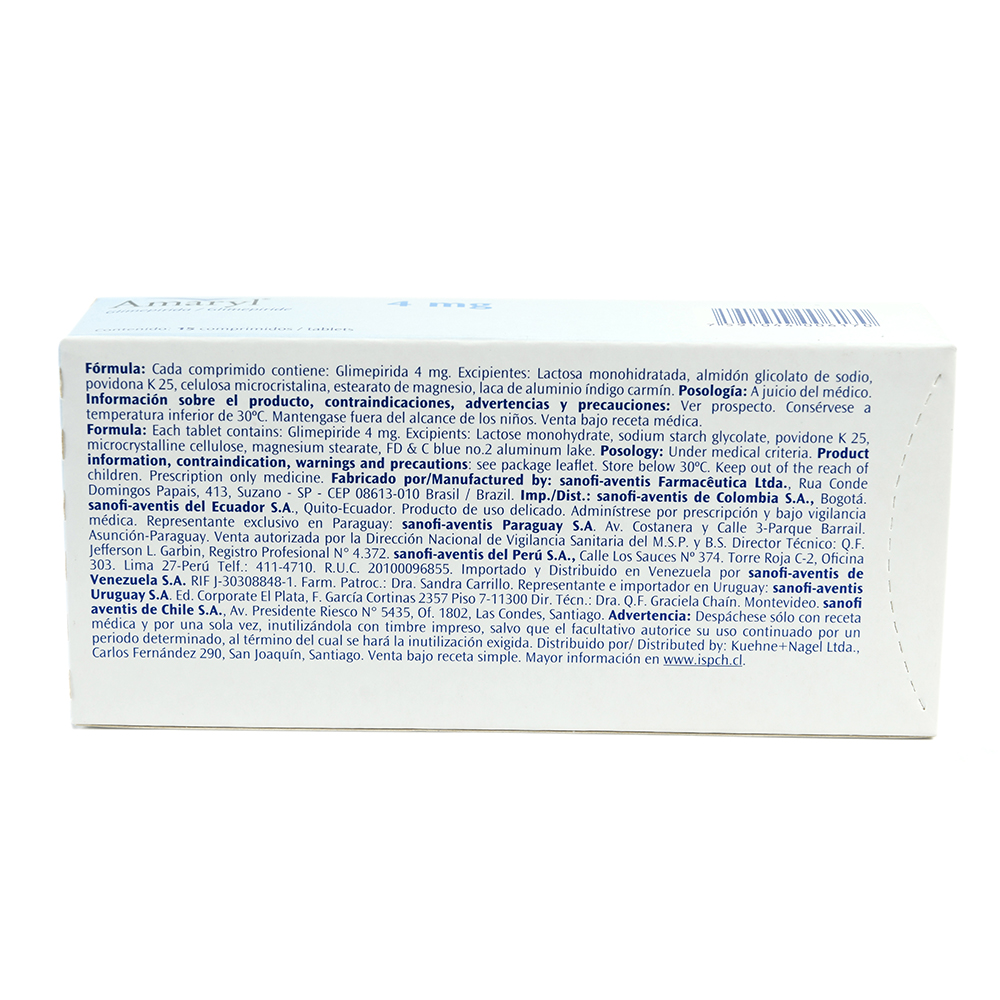 Amaryl®
Glimepirida / Glimepiride
4 mg
Contenido: 15 comprimidos / tablets
Fórmula: Cada comprimido contiene: Glimepirida 4 mg. Excipientes: Lactosa monohidratada, almidón glicolato de sodio,
povidona K 25, celulosa microcristalina, estearato de magnesio, laca de aluminio índigo carmín. Posología: A juicio del médico.
Información sobre el producto, contraindicaciones, advertencias y precauciones: Ver prospecto. Consérvese a
temperatura inferior de 30ºC. Mantengase fuera del alcance de los niños. Venta bajo receta médica.
Formula: Each tablet contains: Glimepiride 4 mg. Excipients: Lactose monohydrate, sodium starch glycolate, povidone K 25,
microcrystalline cellulose, magnesium stearate, FD & C blue no.2 aluminum lake. Posology: Under medical criteria. Product
information, contraindication, warnings and precautions: see package leaflet. Store below 30ºC. Keep out of the reach of
children. Prescription only medicine. Fabricado por/Manufactured by: sanofi-aventis Farmacêutica Ltda., Rua Conde
Domingos Papais, 413, Suzano - SP - CEP 08613-010 Brasil / Brazil. Imp./Dist.: sanofi-aventis de Colombia S.A., Bogotá.
sanofi-aventis del Ecuador S.A., Quito-Ecuador. Producto de uso delicado. Adminístrese por prescripción y bajo vigilancia
médica. Representante exclusivo en Paraguay: sanofi-aventis Paraguay S.A. Av. Costanera y Calle 3-Parque Barrail.
Asunción-Paraguay. Venta autorizada por la Dirección Nacional de Vigilancia Sanitaria del M.S.P. y B.S. Director Técnico: Q.F.
Jefferson L. Garbin, Registro Profesional N° 4.372. sanofi-aventis del Perú S.A., Calle Los Sauces Nº 374. Torre Roja C-2, Oficina
303. Lima 27-Perú Telf.: 411-4710. R.U.C. 20100096855. Importado y Distribuido en Venezuela por sanofi-aventis de
Venezuela S.A. RIF J-30308848-1. Farm. Patroc.: Dra. Sandra Carrillo. Representante e importador en Uruguay: sanofi-aventis
Uruguay S.A. Ed. Corporate El Plata, F. García Cortinas 2357 Piso 7-11300 Dir. Técn.: Dra. Q.F. Graciela Chaín. Montevideo. sanofi
aventis de Chile S.A., Av. Presidente Riesco N° 5435, Of. 1802, Las Condes, Santiago. Advertencia: Despáchese sólo con receta
médica y por una sola vez, inutilizándola con timbre impreso, salvo que el facultativo autorice su uso continuado por un
periodo determinado, al término del cual se hará la inutilización exigida. Distribuido por/ Distributed by: Kuehne+Nagel Ltda.,
Carlos Fernández 290, San Joaquín, Santiago. Venta bajo receta simple. Mayor información en www.ispch.cl.